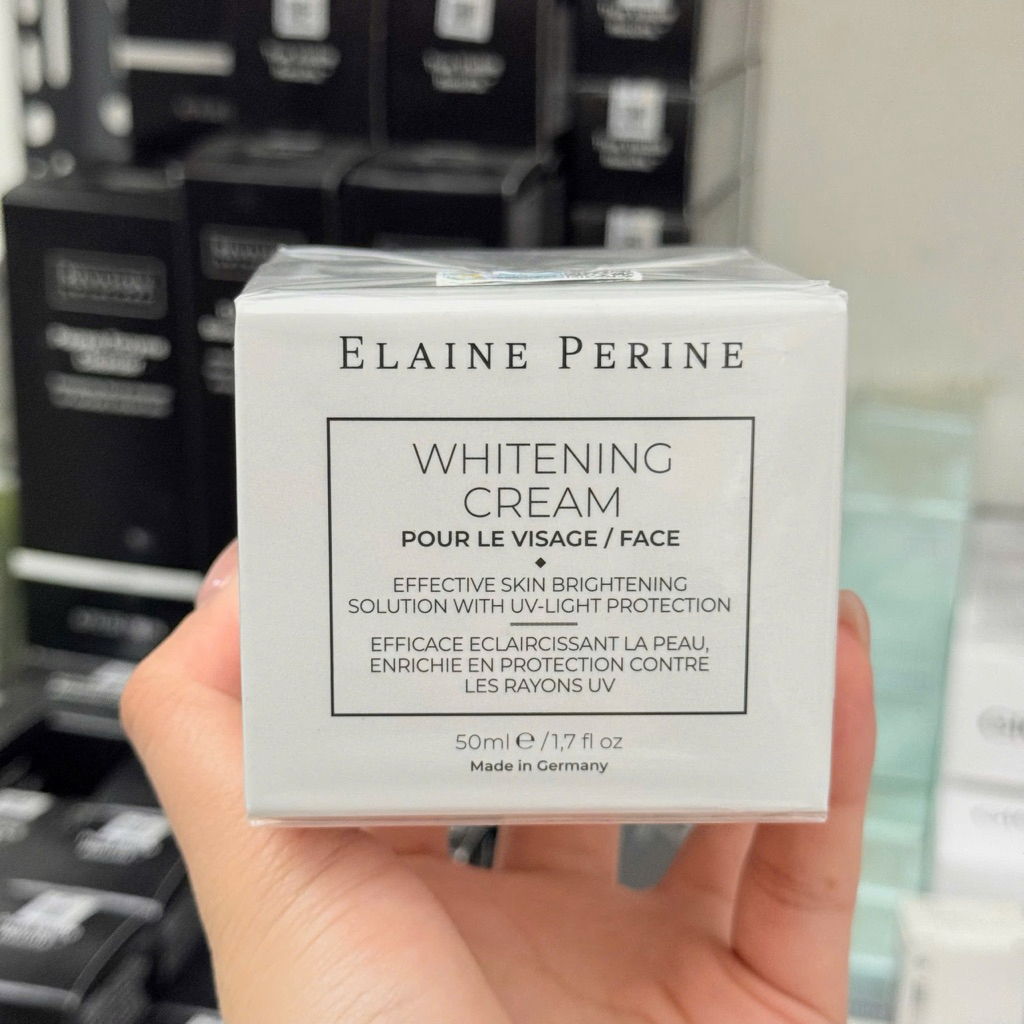 ELAINE PERINE
WHITENING
CREAM
POUR LE VISAGE / FACE
EFFECTIVE SKIN BRIGHTENING
SOLUTION WITH UV-LIGHT PROTECTION
EFFICACE ECLAIRCISSANT LA PEAU,
ENRICHIE EN PROTECTION CONTRE
LES RAYONS UV
50ml ℮ /1,7 fl oz
Made in Germany